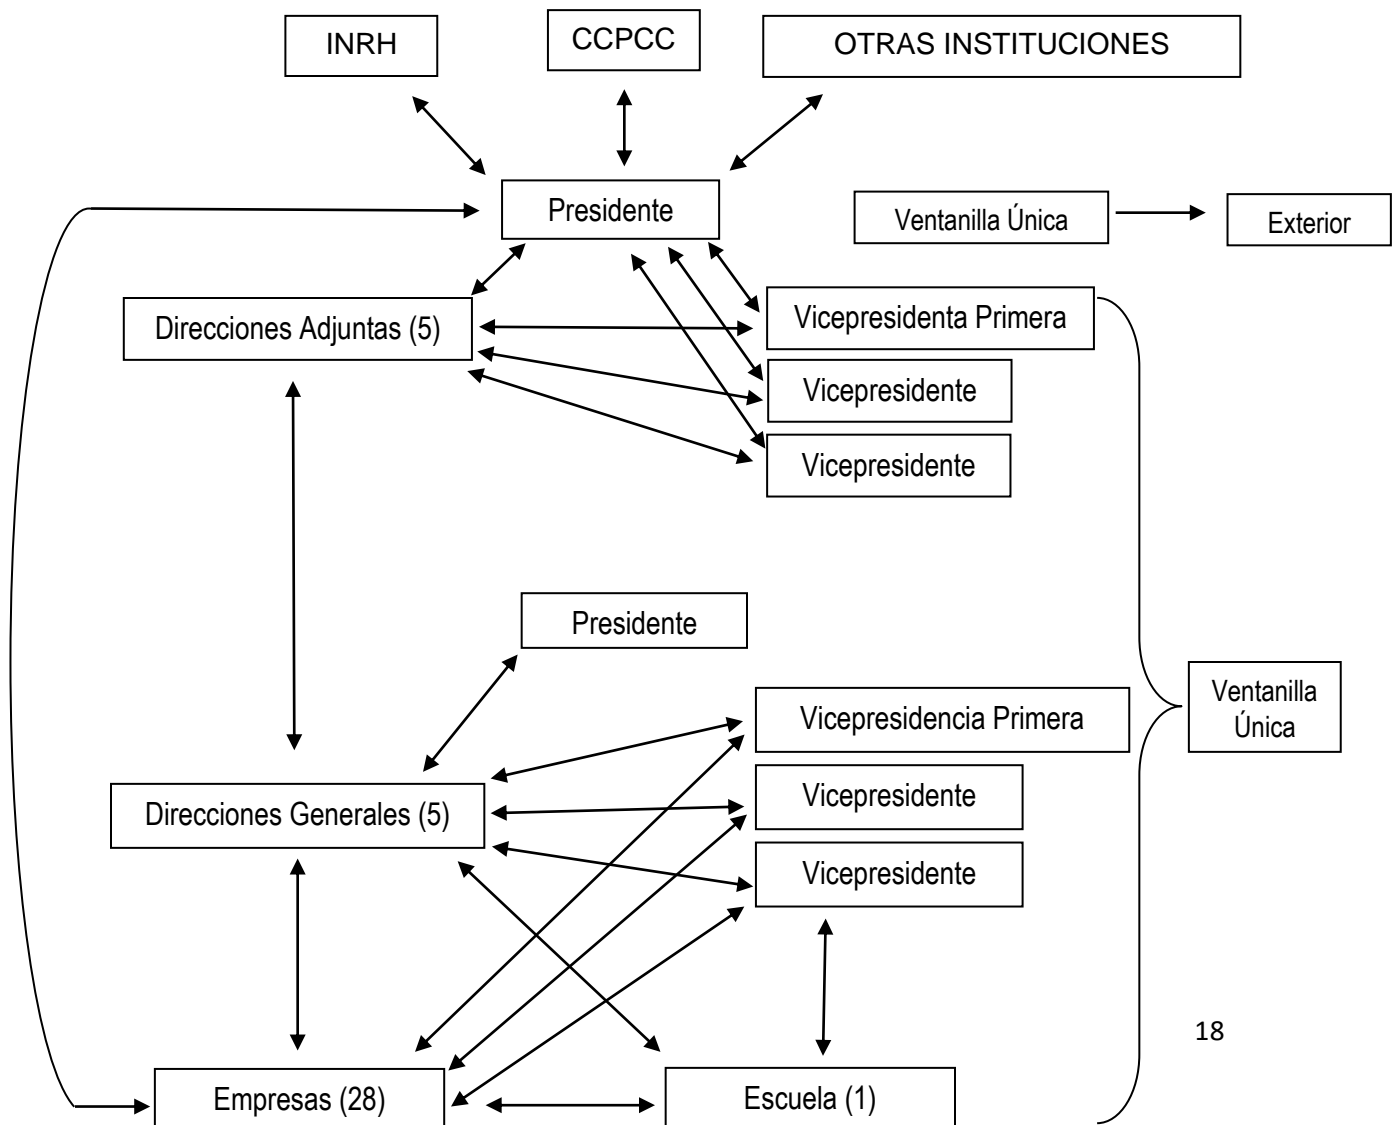 INRH
CCPCC
OTRAS INSTITUCIONES
Presidente
Ventanilla Única
Exterior
Direcciones Adjuntas (5)
Vicepresidenta Primera
Vicepresidente
Vicepresidente
Presidente
Ventanilla
Única
Vicepresidencia Primera
Direcciones Generales (5)
Vicepresidente
Vicepresidente
18
Empresas (28)
Escuela (1)